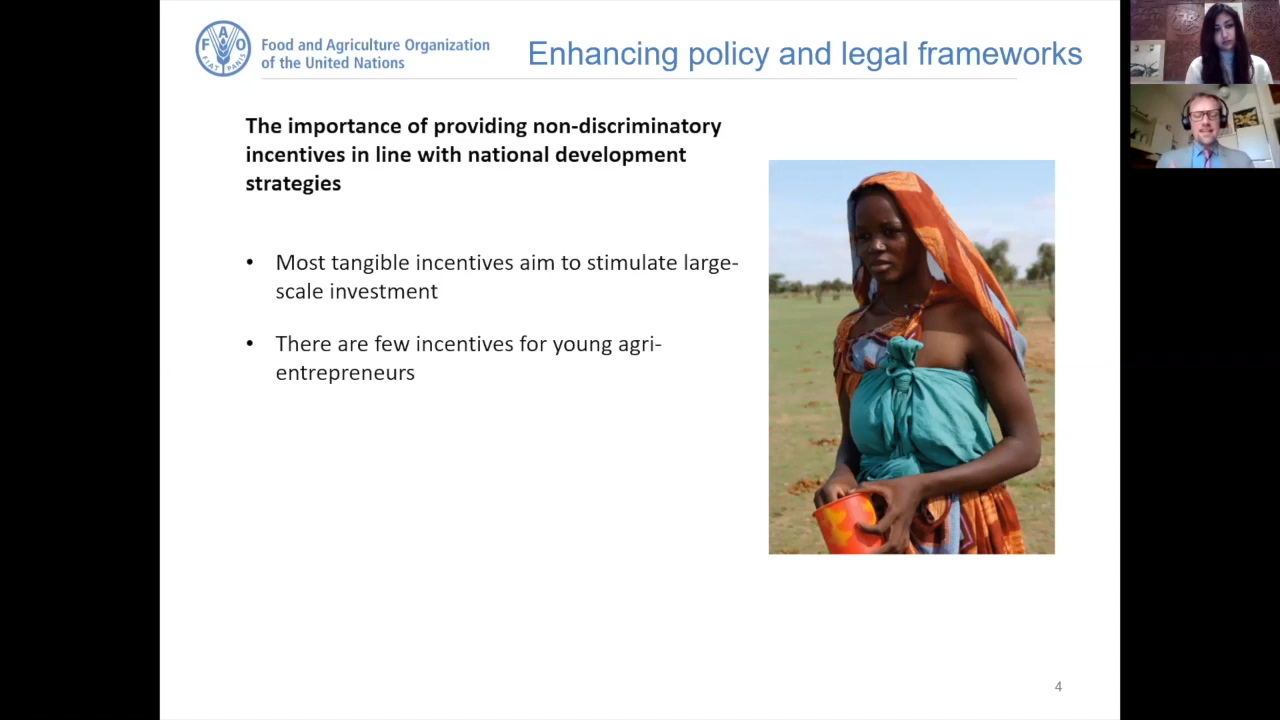 F A O
FIAT PANIS
Food and Agriculture Organization
of the United Nations
Enhancing policy and legal frameworks
The importance of providing non-discriminatory
incentives in line with national development
strategies
• Most tangible incentives aim to stimulate large-
scale investment
• There are few incentives for young agri-
entrepreneurs
4